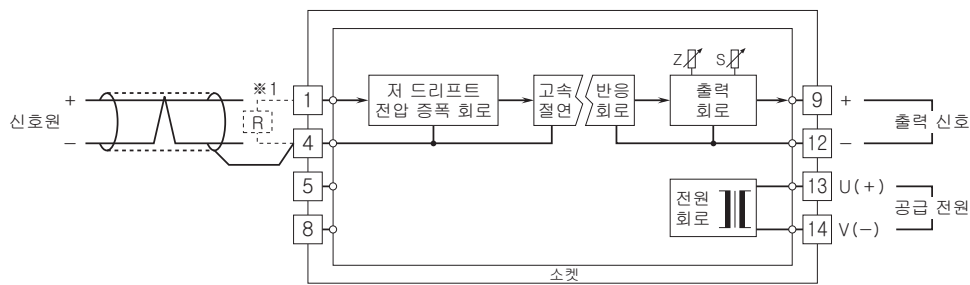 Z S
※1
+
신호원
−
R
1
4
5
8
저 드리프트
전압 증폭 회로
고속
절연
반응
회로
출력
회로
전원
회로
9 +
12 −
출력 신호
13 U(+)
14 V(−)
공급 전원
소켓